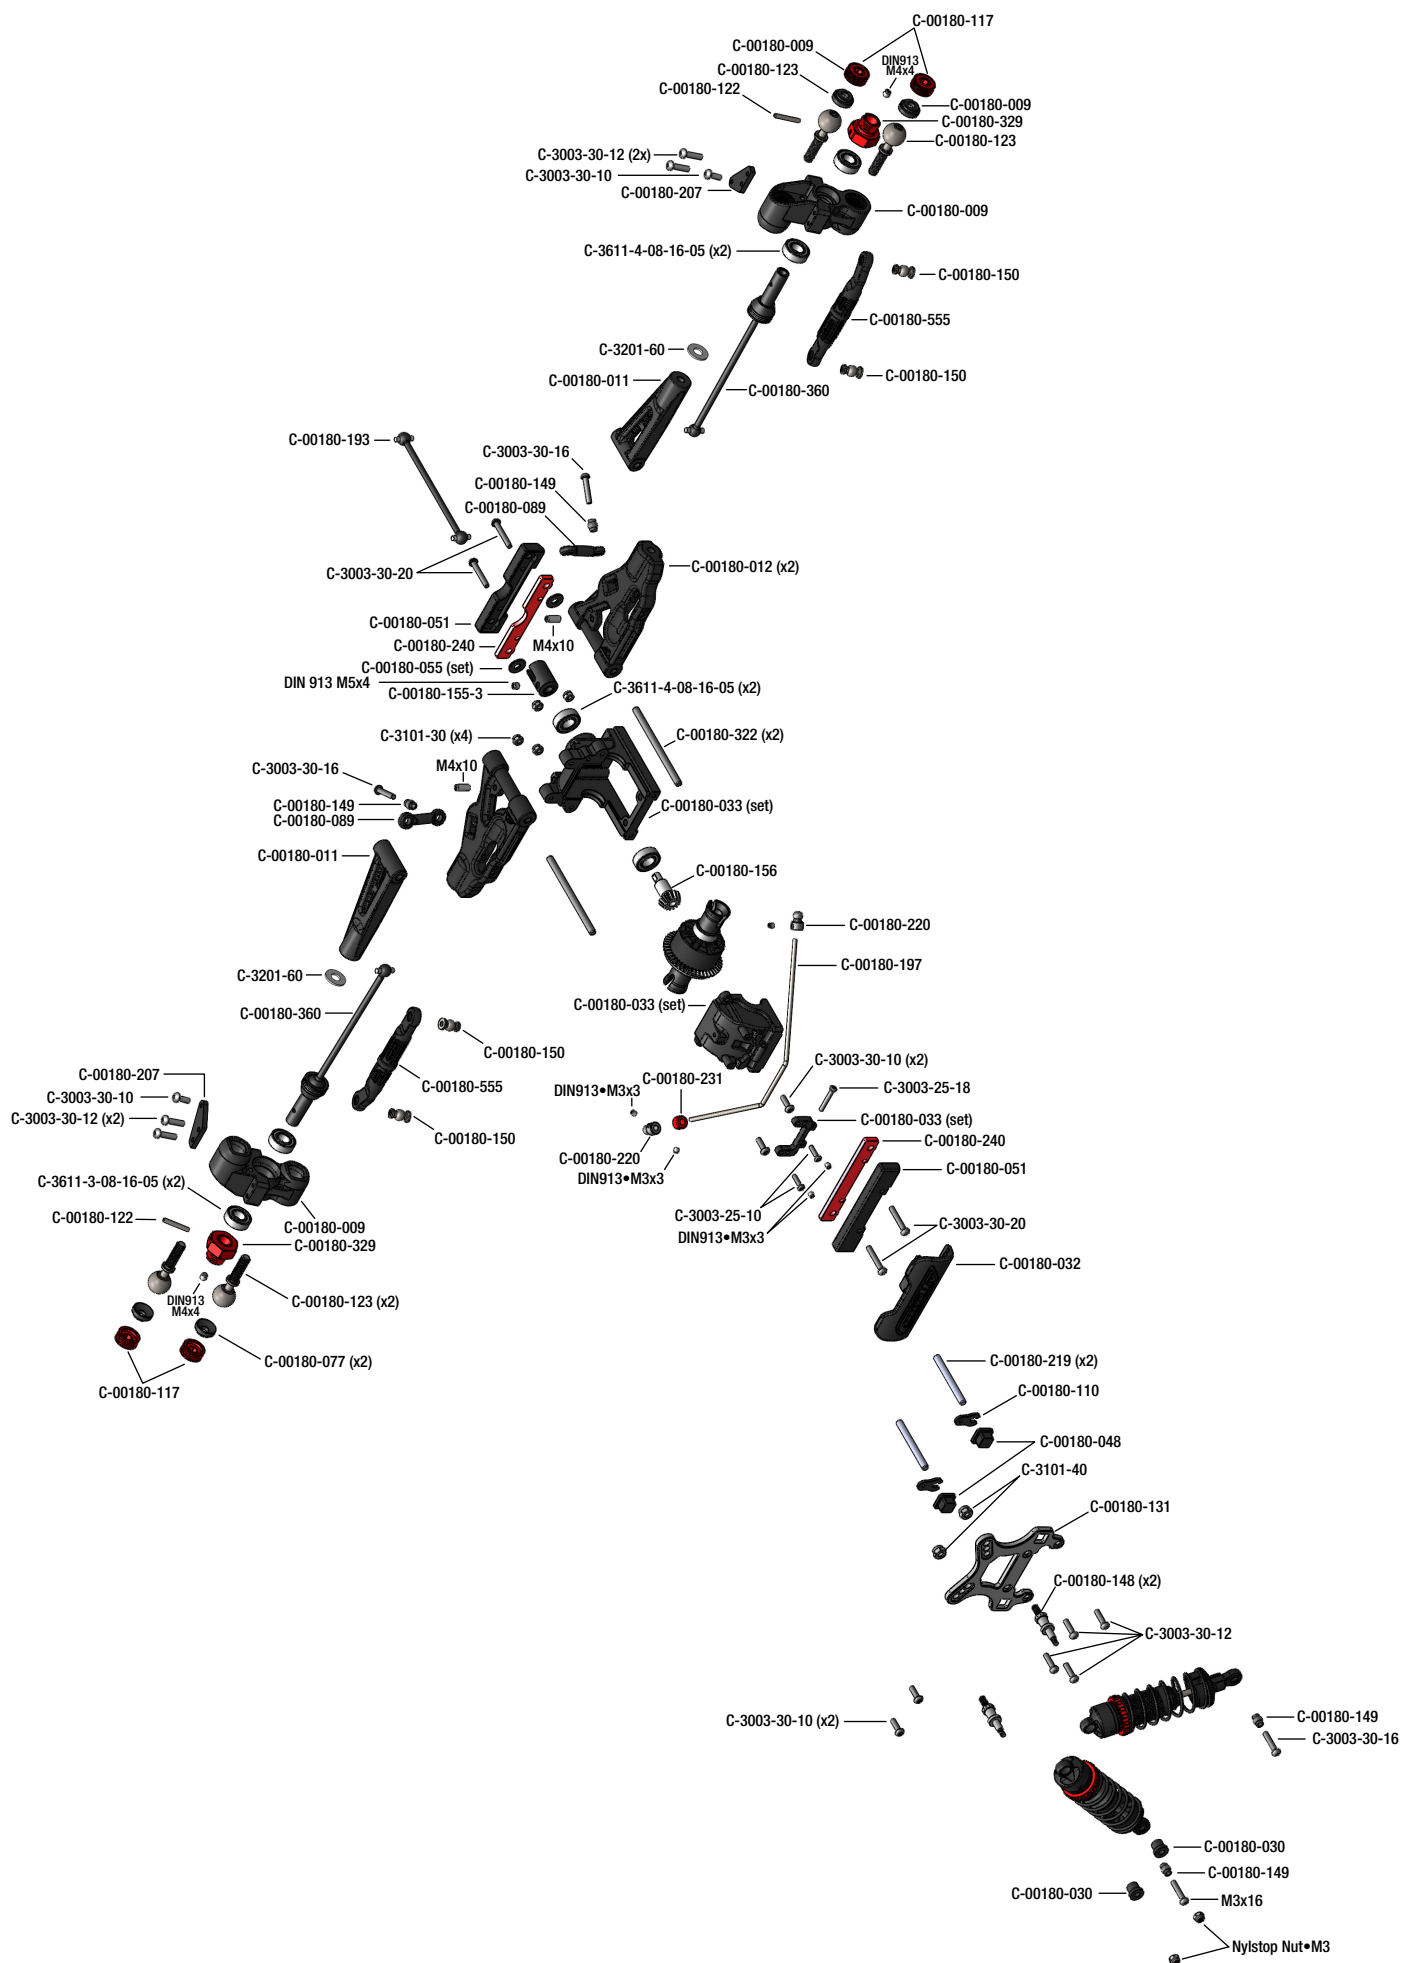 C-00180-117
C-00180-009
DIN913
M4x4
C-00180-123
C-00180-122
C-00180-009
C-00180-329
C-00180-123
C-3003-30-12 (2x)
C-3003-30-10
C-00180-207
C-00180-009
C-3611-4-08-16-05 (x2)
C-00180-150
C-00180-555
C-3201-60
C-00180-011
C-00180-150
C-00180-360
C-00180-193
C-3003-30-16
C-00180-149
C-00180-089
C-3003-30-20
C-00180-012 (x2)
C-00180-051
C-00180-240
M4x10
C-00180-055 (set)
DIN 913 M5x4
C-00180-155-3
C-3611-4-08-16-05 (x2)
C-3101-30 (x4)
C-00180-322 (x2)
C-3003-30-16
M4x10
C-00180-149
C-00180-089
C-00180-033 (set)
C-00180-011
C-00180-156
C-00180-220
C-00180-197
C-3201-60
C-00180-360
C-00180-033 (set)
C-00180-150
C-3003-30-10 (x2)
C-00180-207
C-00180-555
C-00180-231
DIN913•M3x3
C-3003-25-18
C-3003-30-10
C-3003-30-12 (x2)
C-00180-033 (set)
C-00180-150
C-00180-240
C-00180-220
C-00180-051
DIN913•M3x3
C-3611-3-08-16-05 (x2)
C-00180-122
C-00180-009
C-00180-329
C-3003-25-10
DIN913•M3x3
C-3003-30-20
C-00180-032
DIN913
M4x4
C-00180-123 (x2)
C-00180-077 (x2)
C-00180-117
C-00180-219 (x2)
C-00180-110
C-00180-048
C-3101-40
C-00180-131
C-00180-148 (x2)
C-3003-30-12
C-3003-30-10 (x2)
C-00180-149
C-3003-30-16
C-00180-030
C-00180-149
C-00180-030
M3x16
Nylstop Nut•M3